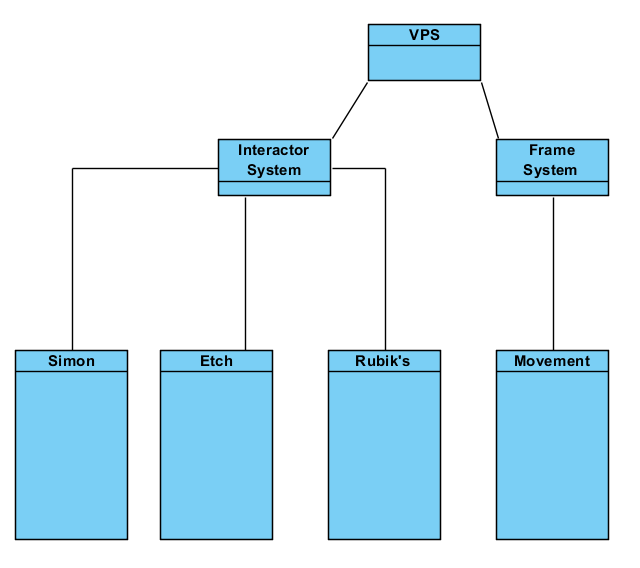 VPS
Interactor
System
Frame
System
Simon
Etch
Rubik's
Movement